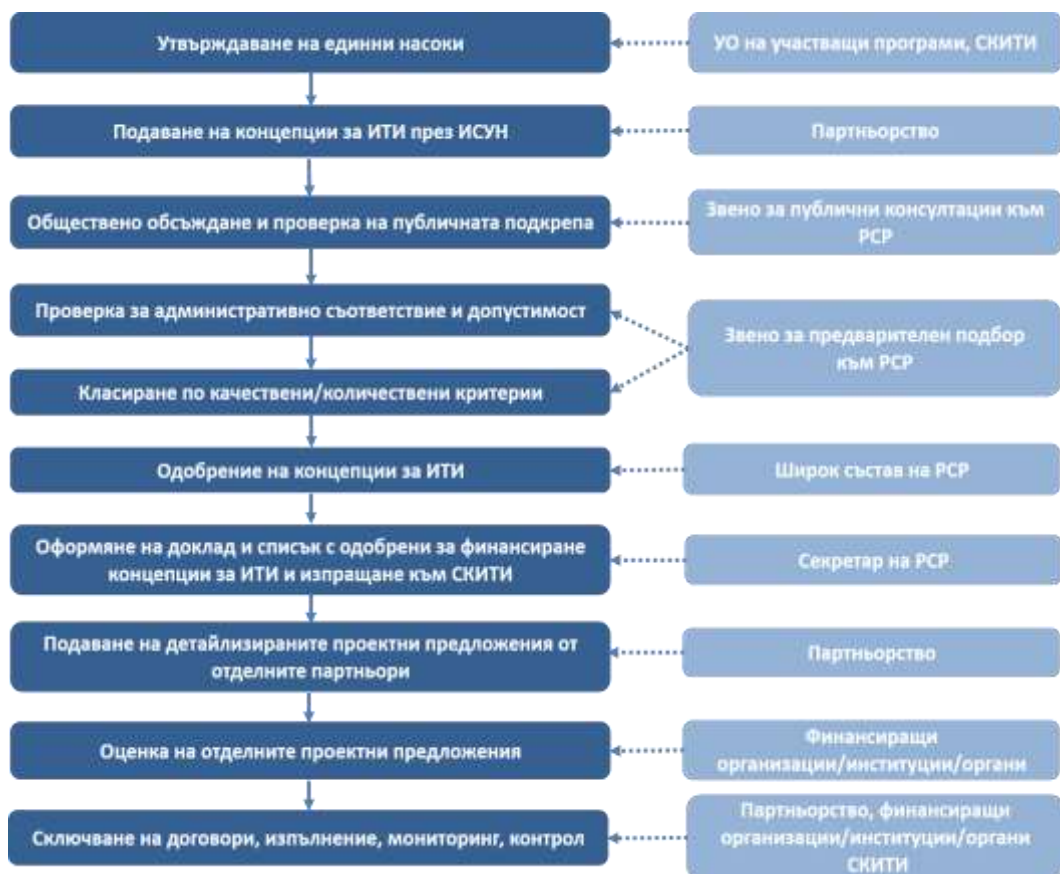 Утвърждаване на единни насоки
УО на участващи програми, СКИТИ
Подаване на концепции за ИТИ през ИСУН
Партньорство
Обществено обсъждане и проверка на публичната подкрепа
Звено за публични консултации към
РСР
Проверка за административно съответствие и допустимост
Звено за предварителен подбор
към РСР
Класиране по качествени/количествени критерии
Одобрение на концепции за ИТИ
Широк състав на РСР
Оформяне на доклад и списък с одобрени за финансиране
концепции за ИТИ и изпращане към СКИТИ
Секретар на РСР
Подаване на детайлизираните проектни предложения от
отделните партньори
Партньорство
Оценка на отделните проектни предложения
Финансиращи
организации/институции/органи
Сключване на договори, изпълнение, мониторинг, контрол
Партньорство, финансиращи
организации/институции/органи
СКИТИ